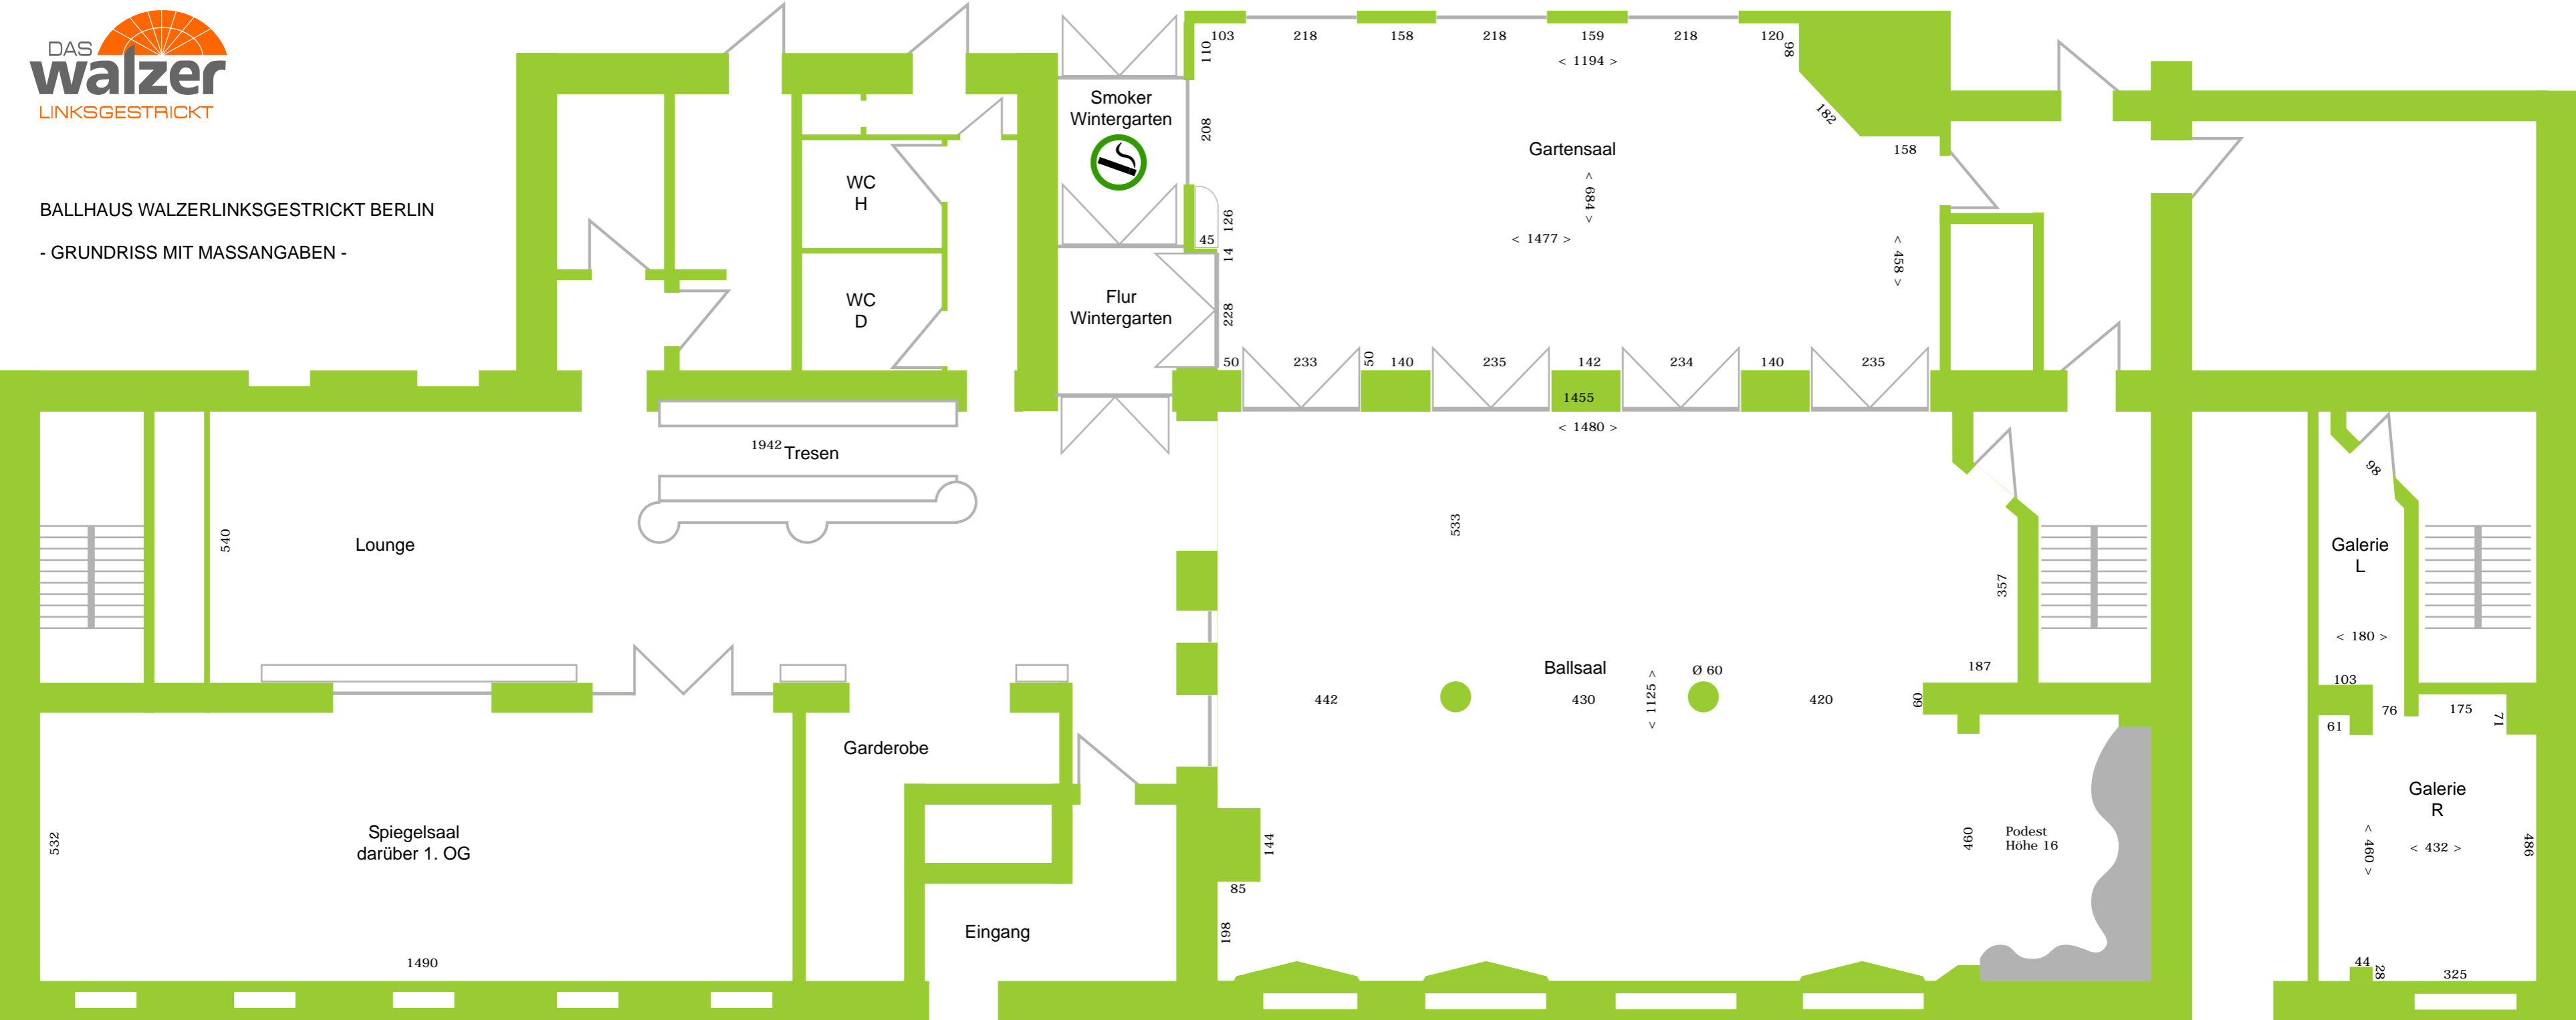 DAS
walzer
LINKSGESTRICKT
BALLHAUS WALZERLINKSGESTRICKT BERLIN
- GRUNDRISS MIT MASSANGABEN -
Smoker
Wintergarten
WC
H
WC
D
Flur
Wintergarten
103
218
158
218
159
218
120
98
110
< 1194 >
182
208
Gartensaal
158
< 684 >
126
45
14
< 1477 >
< 458 >
228
50
233
50
140
235
142
234
140
235
1455
< 1480 >
1942
Tresen
540
Lounge
533
98
Galerie
L
357
< 180 >
187
Ballsaal
Ø 60
442
430
< 1125 >
420
60
103
76
175
71
61
Garderobe
Spiegelsaal
darüber 1. OG
532
144
85
198
460
Podest
Höhe 16
Galerie
R
< 460 >
< 432 >
486
Eingang
1490
44
28
325